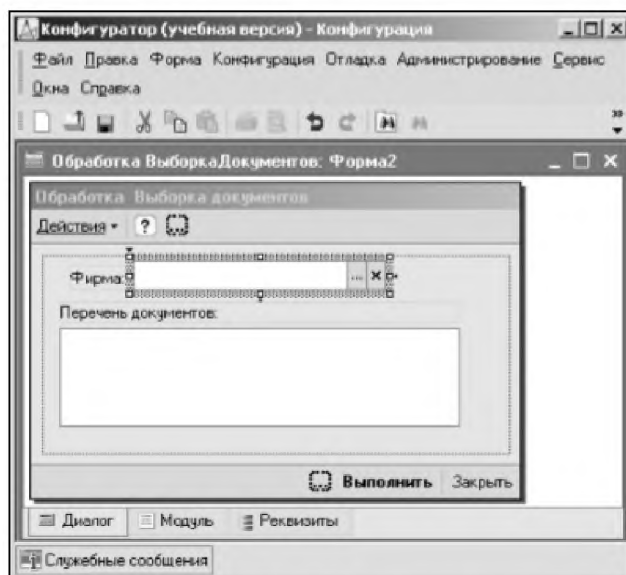 Конфигуратор (учебная версия) - Конфигурация
Файл Правка Форма Конфигурация Отладка Администрирование Сервис
Окна Справка
Обработка ВыборкаДокументов: Форма2
Обработка Выборка документов
Действия ?
Фирма: ... ×
Перечень документов:
Выполнить Закрыть
Диалог Модуль Реквизиты
Служебные сообщения